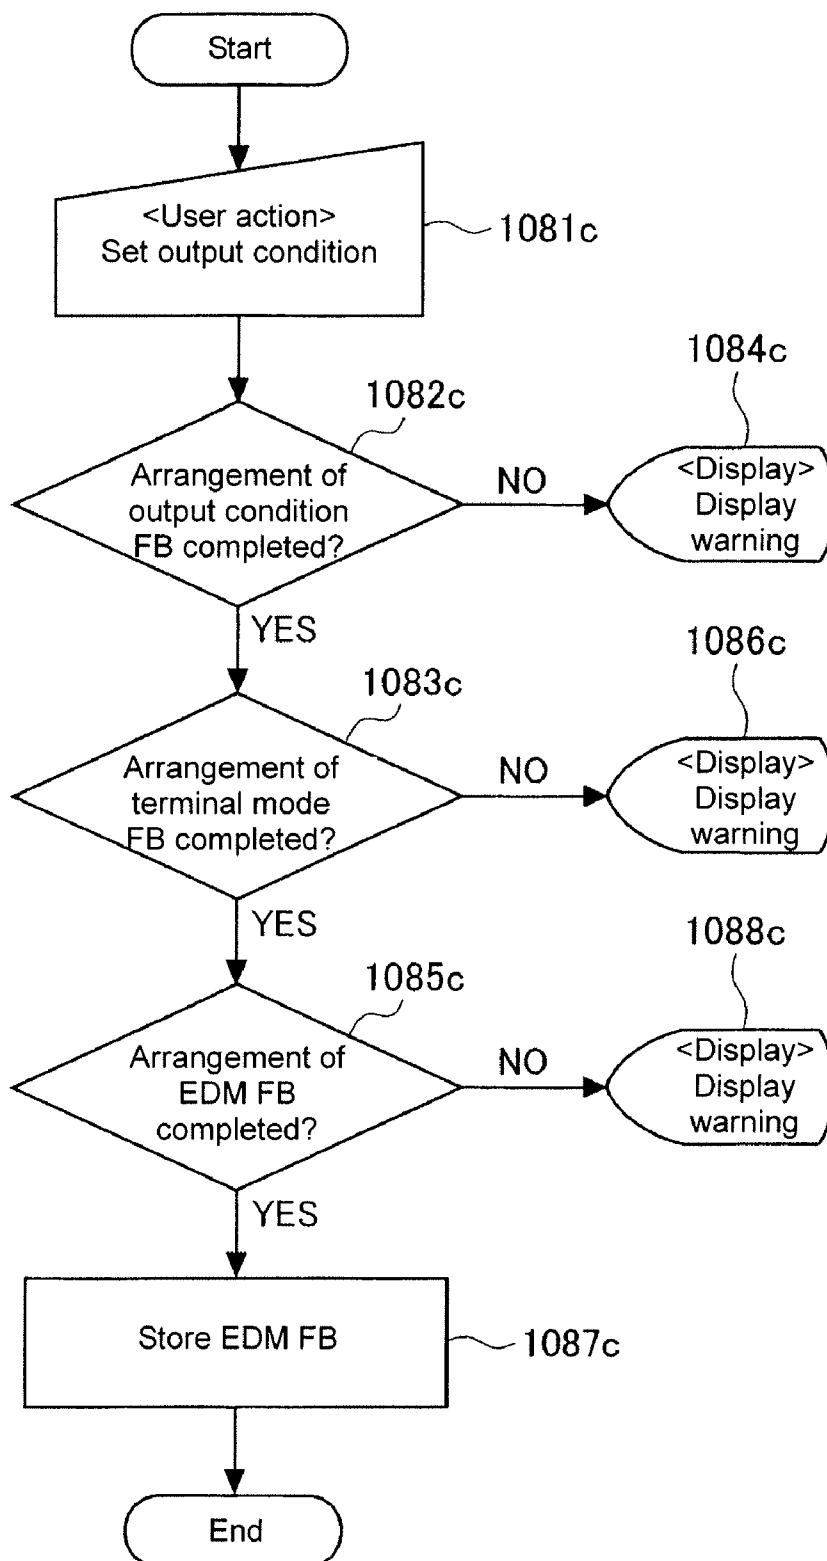 Start
<User action>
Set output condition
1081c
1082c
Arrangement of
output condition
FB completed?
NO
1084c
<Display>
Display
warning
YES
1083c
Arrangement of
terminal mode
FB completed?
NO
1086c
<Display>
Display
warning
YES
1085c
Arrangement of
EDM FB
completed?
NO
1088c
<Display>
Display
warning
YES
Store EDM FB
1087c
End